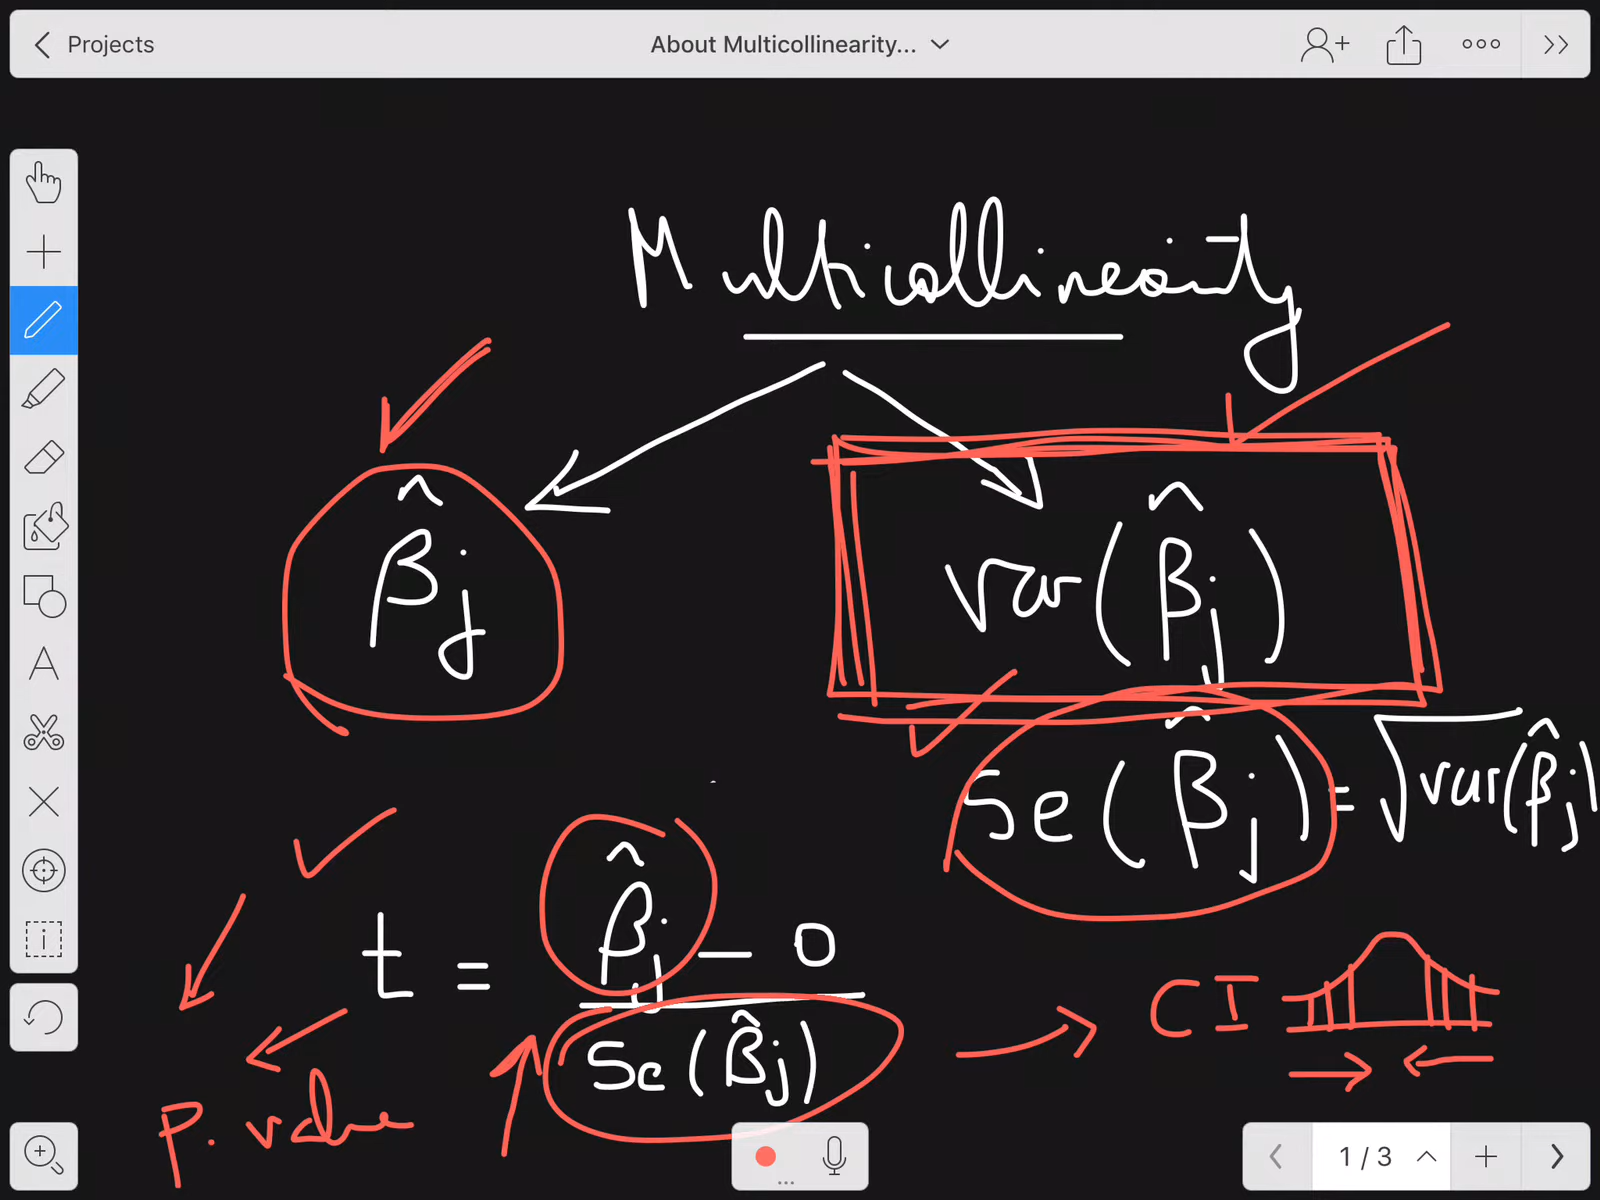 Projects
About Multicollinearity...
Multicollinearity
β̂j
var(β̂j)
Se(β̂j) = √var(β̂j)
t = β̂j - 0
Se(β̂j)
CI
p. value
1 / 3